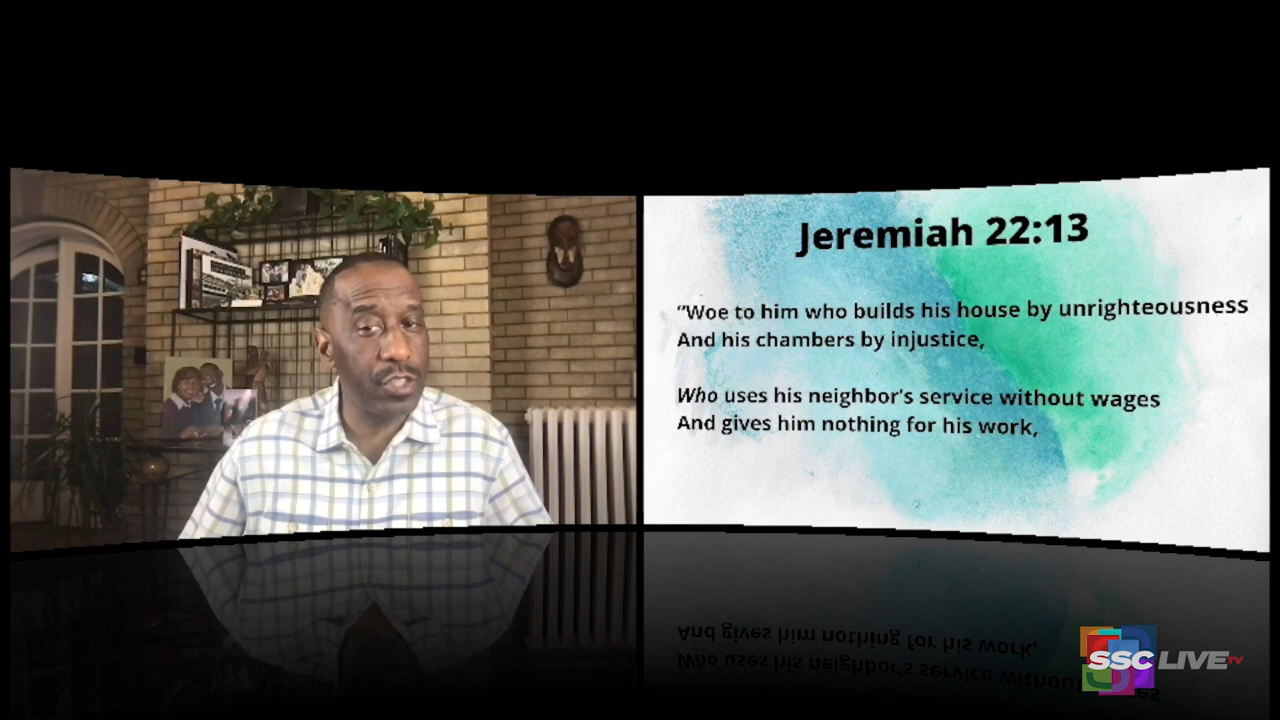 Jeremiah 22:13
“Woe to him who builds his house by unrighteousness
And his chambers by injustice,
Who uses his neighbor's service without wages
And gives him nothing for his work,
SSC LIVE TV